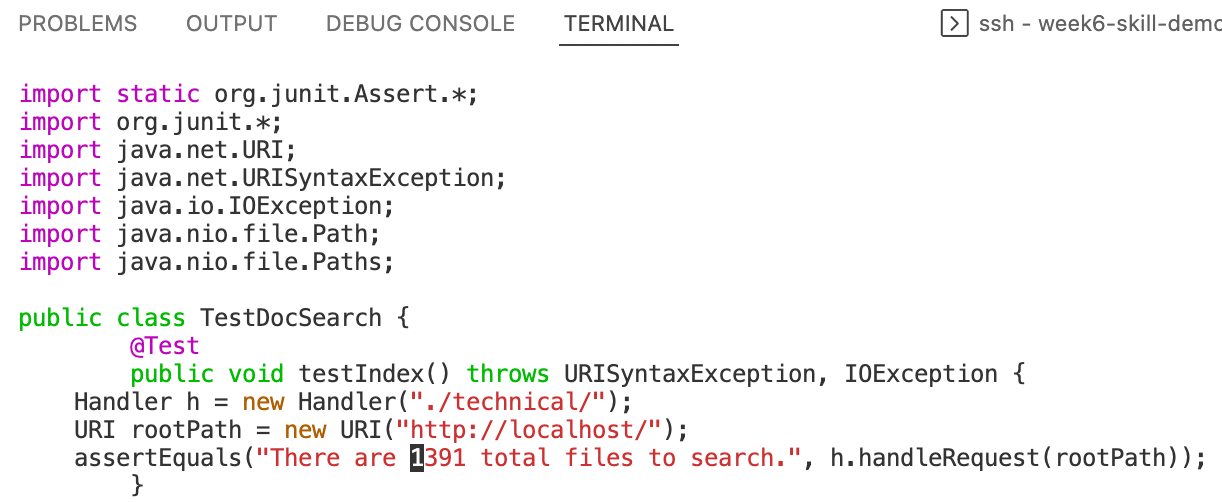 PROBLEMS OUTPUT DEBUG CONSOLE TERMINAL ssh - week6-skill-demo
import static org.junit.Assert.*;
import org.junit.*;
import java.net.URI;
import java.net.URISyntaxException;
import java.io.IOException;
import java.nio.file.Path;
import java.nio.file.Paths;
public class TestDocSearch {
@Test
public void testIndex() throws URISyntaxException, IOException {
Handler h = new Handler("./technical/");
URI rootPath = new URI("http://localhost/");
assertEquals("There are 1391 total files to search.", h.handleRequest(rootPath));
}